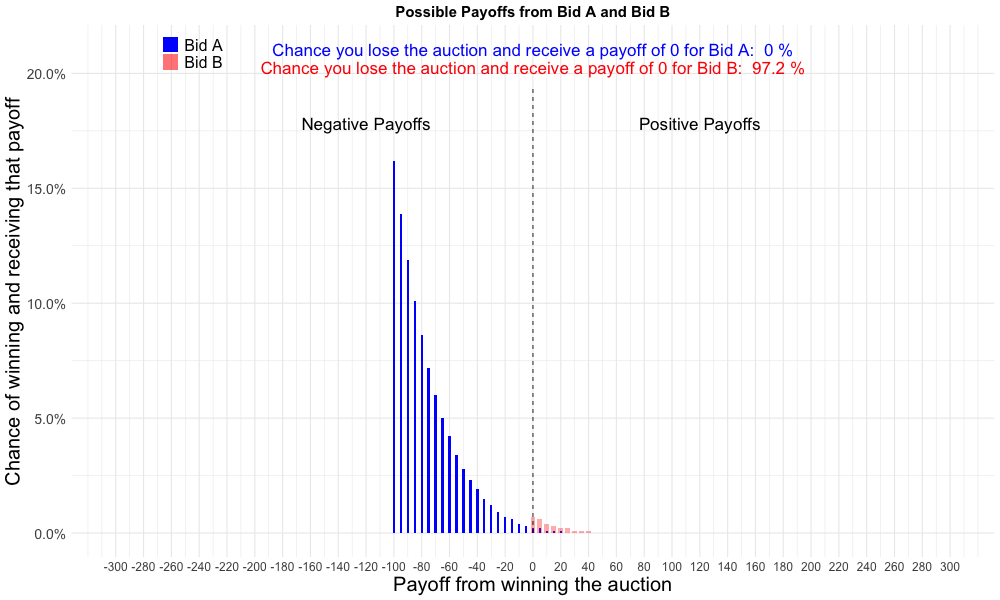 Possible Payoffs from Bid A and Bid B
Bid A
Bid B
Chance you lose the auction and receive a payoff of 0 for Bid A:  0 %
Chance you lose the auction and receive a payoff of 0 for Bid B:  97.2 %
Negative Payoffs
Positive Payoffs
Chance of winning and receiving that payoff
20.0%
15.0%
10.0%
5.0%
0.0%
-300 -280 -260 -240 -220 -200 -180 -160 -140 -120 -100 -80 -60 -40 -20 0 20 40 60 80 100 120 140 160 180 200 220 240 260 280 300
Payoff from winning the auction